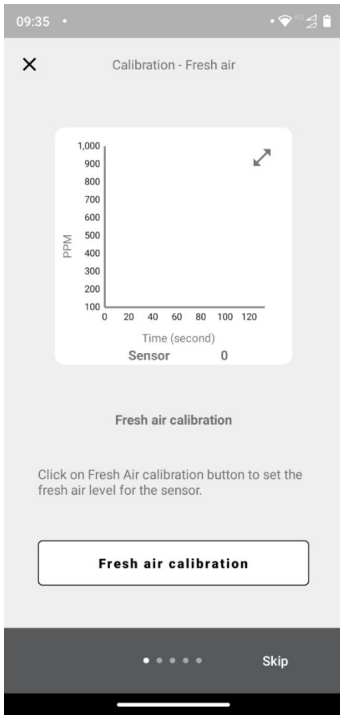 09:35
Calibration - Fresh air
1,000
900
800
700
600
500
400
300
200
100
PPM
0 20 40 60 80 100 120
Time (second)
Sensor 0
Fresh air calibration
Click on Fresh Air calibration button to set the
fresh air level for the sensor.
Fresh air calibration
Skip